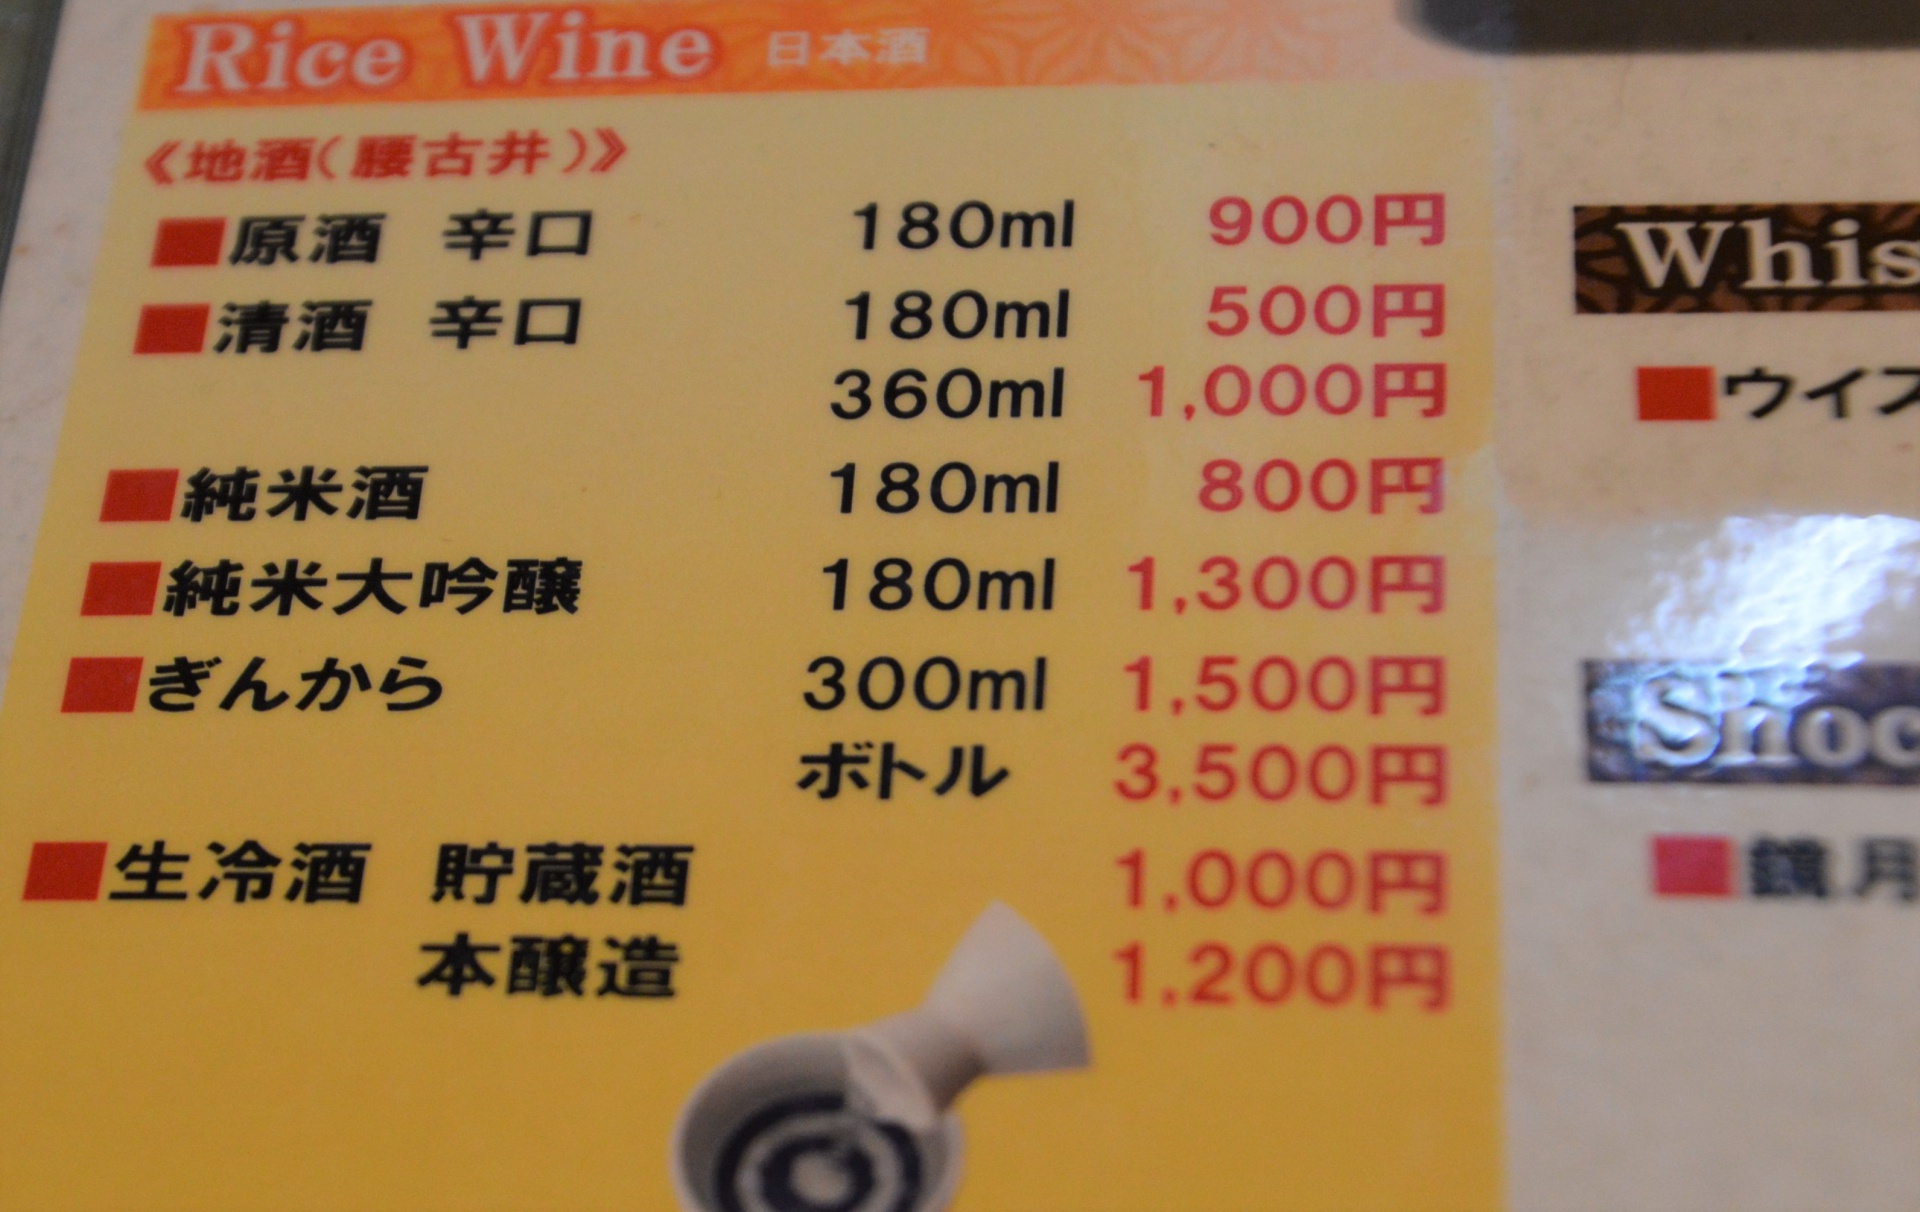 Rice Wine 日本酒
《地酒(腰古井)》
■原酒 辛口 180ml 900円
■清酒 辛口 180ml 500円
360ml 1,000円
■純米酒 180ml 800円
■純米大吟醸 180ml 1,300円
■ぎんから 300ml 1,500円
ボトル 3,500円
■生冷酒 貯蔵酒 1,000円
本醸造 1,200円
Whis
■ウイス
Shoc
■鏡月